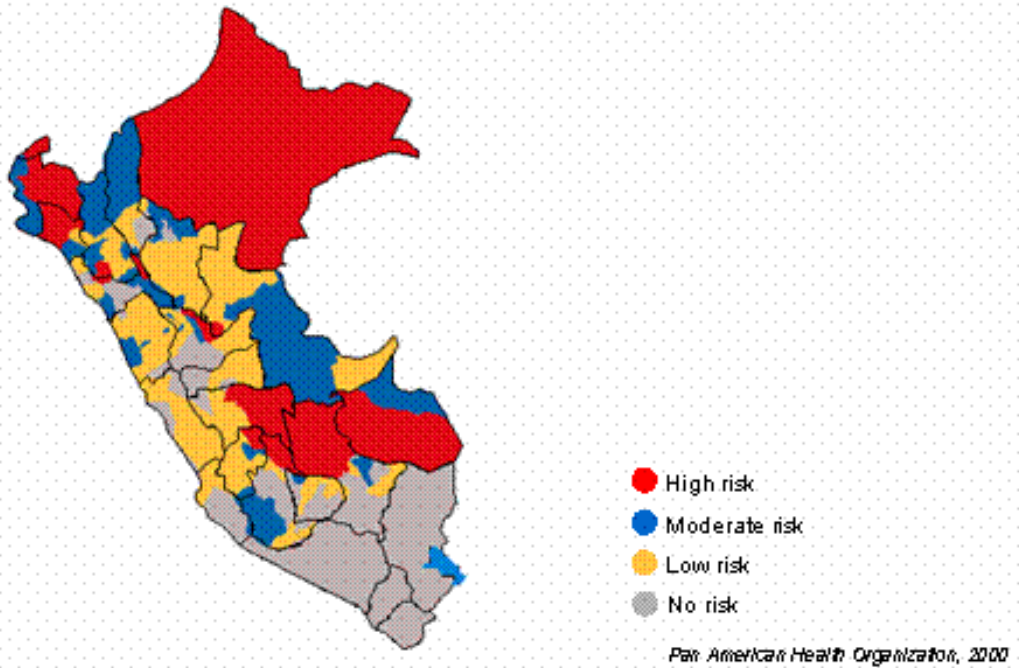 High risk
Moderate risk
Low risk
No risk
Pan American Health Organization, 2000